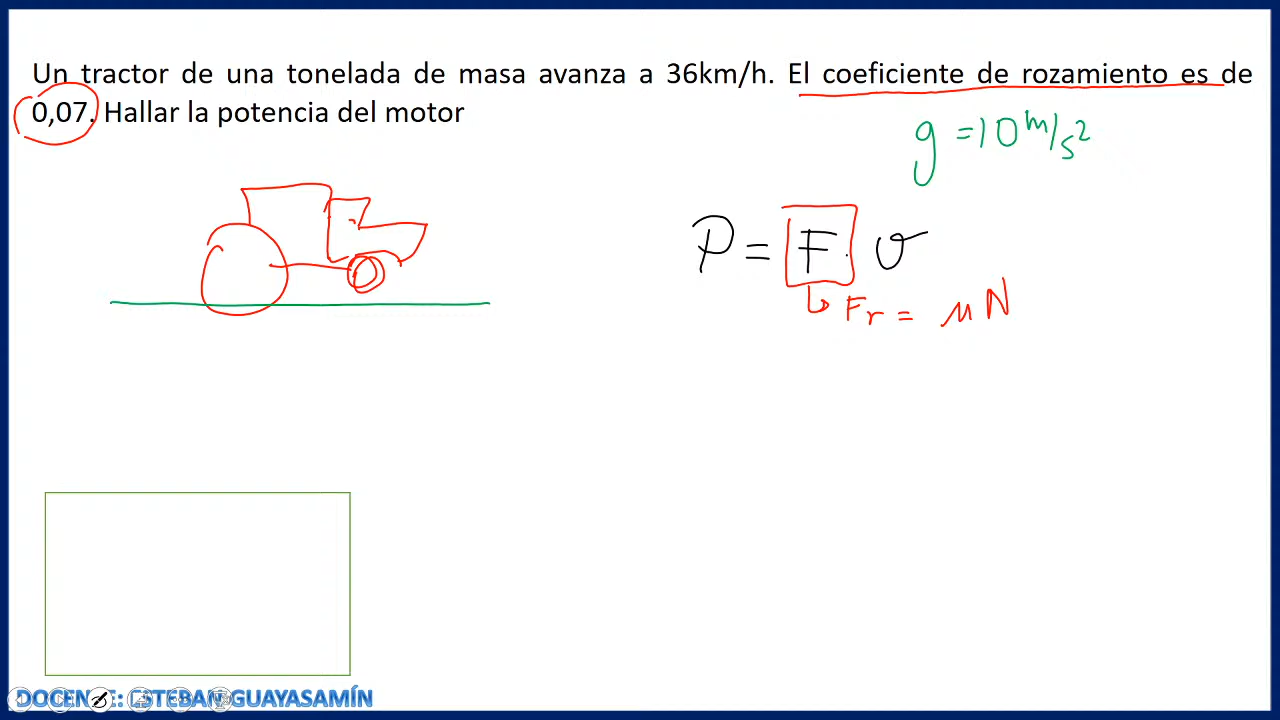 Un tractor de una tonelada de masa avanza a 36km/h. El coeficiente de rozamiento es de
0,07. Hallar la potencia del motor
g = 10 m/s²
P = F · v
Fr = μ N
DOCENTE: ESTEBAN GUAYASAMÍN